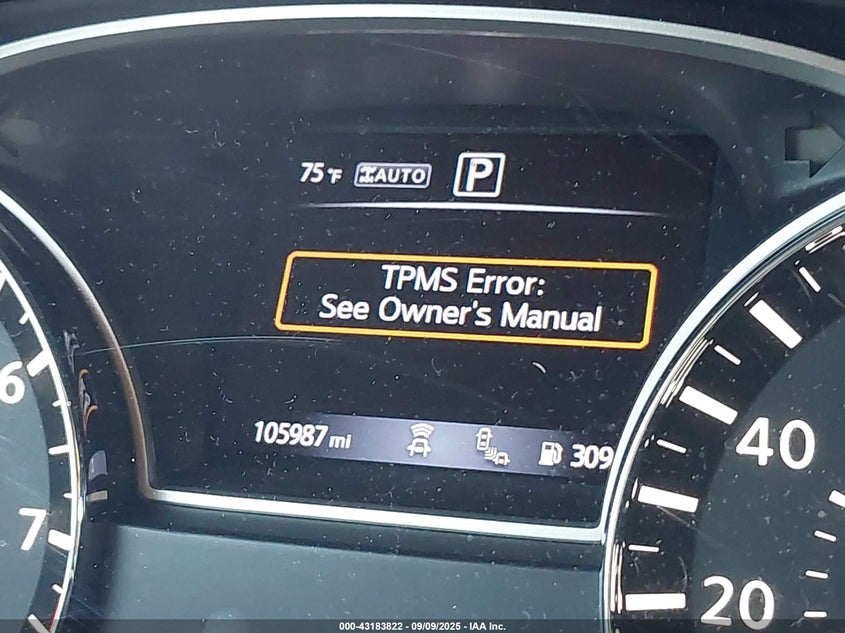 75°F AUTO P
TPMS Error:
See Owner's Manual
105987 mi 309
6
7
40
20
000-43183822 - 09/09/2025 - IAA Inc.